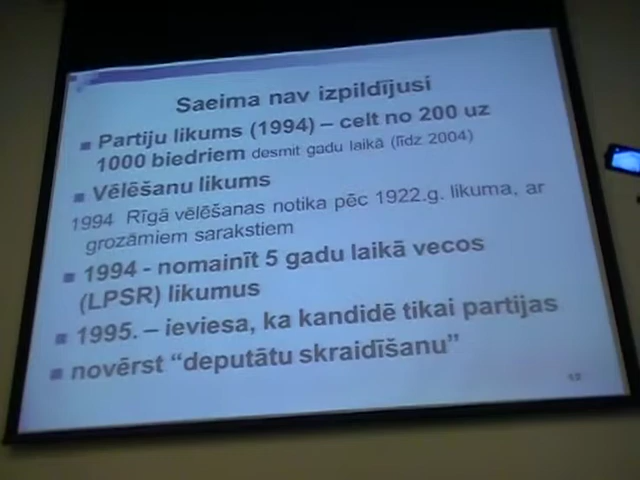 Saeima nav izpildījusi
Partiju likums (1994) – celt no 200 uz
1000 biedriem desmit gadu laikā (līdz 2004)
Vēlēšanu likums
1994 Rīgā vēlēšanas notika pēc 1922.g. likuma, ar
grozāmiem sarakstiem
1994 - nomainīt 5 gadu laikā vecos
(LPSR) likumus
1995. – ieviesa, ka kandidē tikai partijas
novērst “deputātu skraidīšanu”